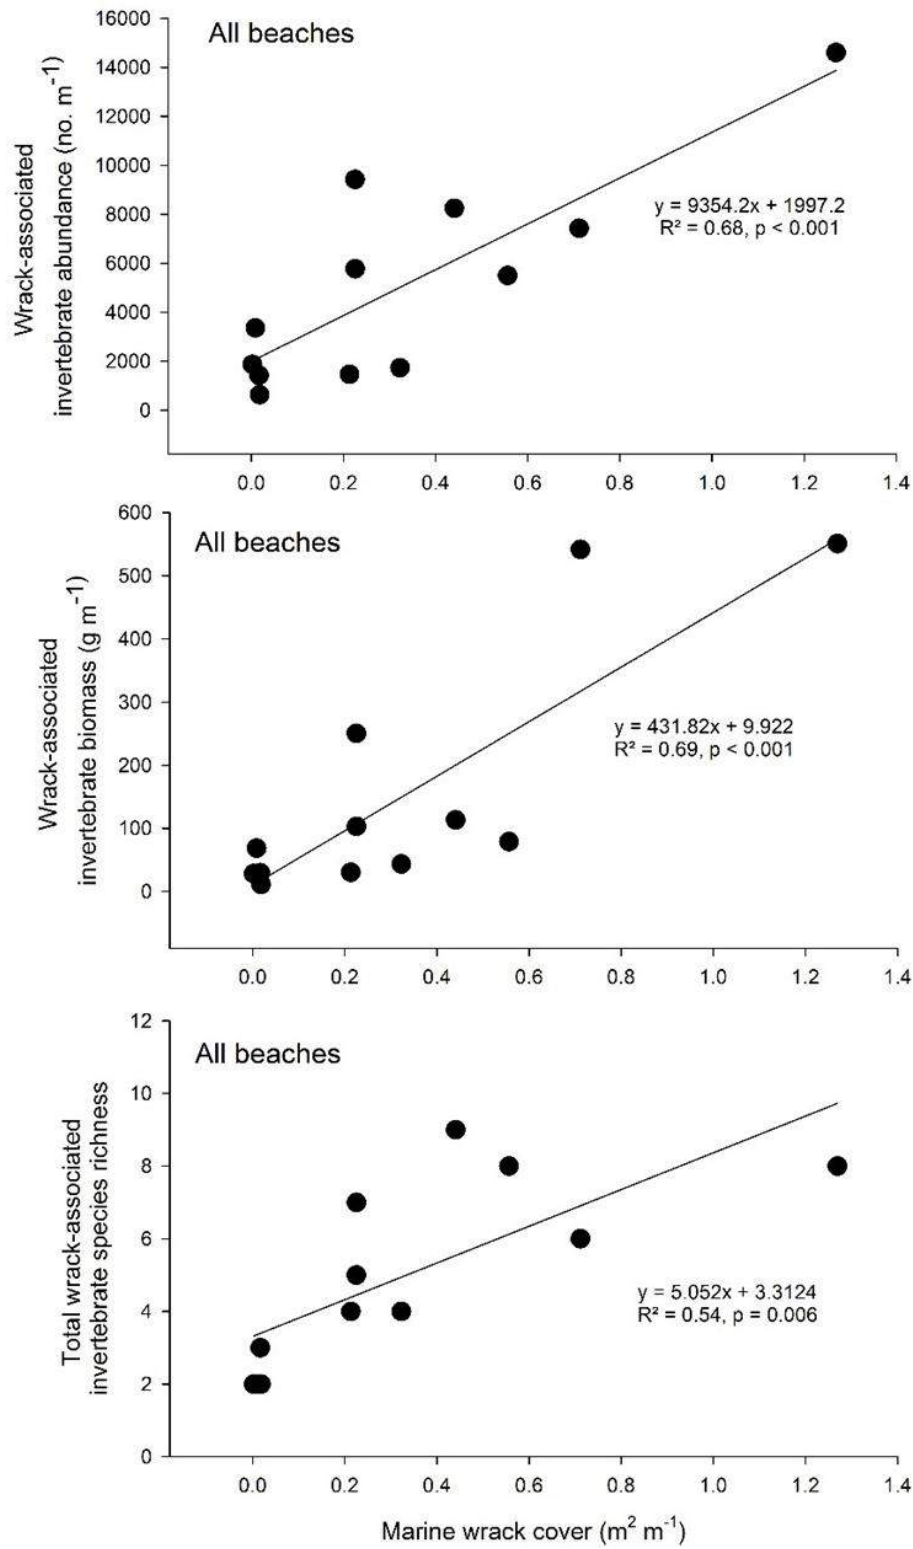 All beaches
Wrack-associated
invertebrate abundance (no. m⁻¹)
16000
14000
12000
10000
8000
6000
4000
2000
0
y = 9354.2x + 1997.2
R² = 0.68, p < 0.001
0.0 0.2 0.4 0.6 0.8 1.0 1.2 1.4
All beaches
Wrack-associated
invertebrate biomass (g m⁻¹)
600
500
400
300
200
100
0
y = 431.82x + 9.922
R² = 0.69, p < 0.001
0.0 0.2 0.4 0.6 0.8 1.0 1.2 1.4
All beaches
Total wrack-associated
invertebrate species richness
12
10
8
6
4
2
0
y = 5.052x + 3.3124
R² = 0.54, p = 0.006
0.0 0.2 0.4 0.6 0.8 1.0 1.2 1.4
Marine wrack cover (m² m⁻¹)